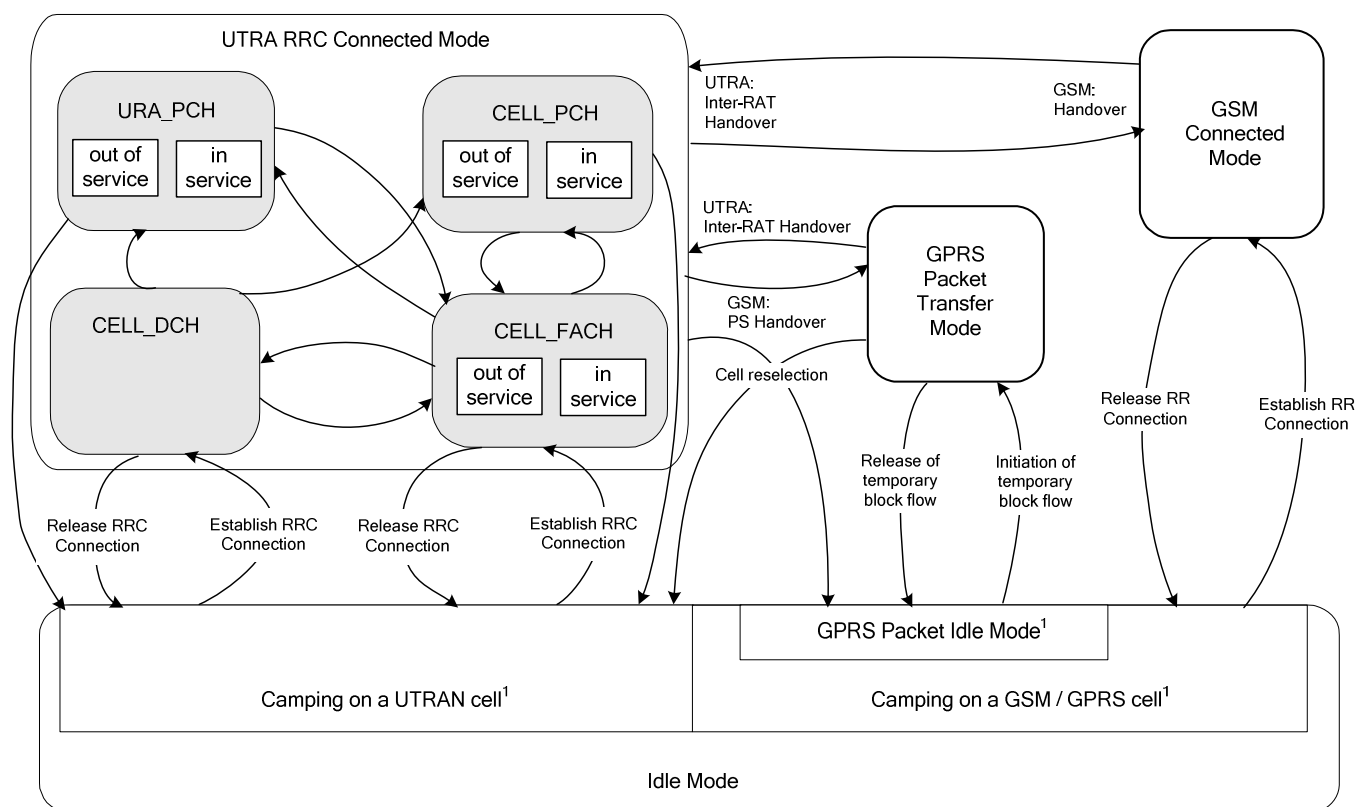 UTRA RRC Connected Mode
URA_PCH
out of
service
in
service
CELL_PCH
out of
service
in
service
CELL_DCH
CELL_FACH
out of
service
in
service
UTRA:
Inter-RAT
Handover
GSM:
Handover
GSM
Connected
Mode
UTRA:
Inter-RAT Handover
GSM:
PS Handover
GPRS
Packet
Transfer
Mode
Cell reselection
Release RR
Connection
Establish RR
Connection
Release of
temporary
block flow
Initiation of
temporary
block flow
Release RRC
Connection
Establish RRC
Connection
Release RRC
Connection
Establish RRC
Connection
GPRS Packet Idle Mode¹
Camping on a UTRAN cell¹
Camping on a GSM / GPRS cell¹
Idle Mode